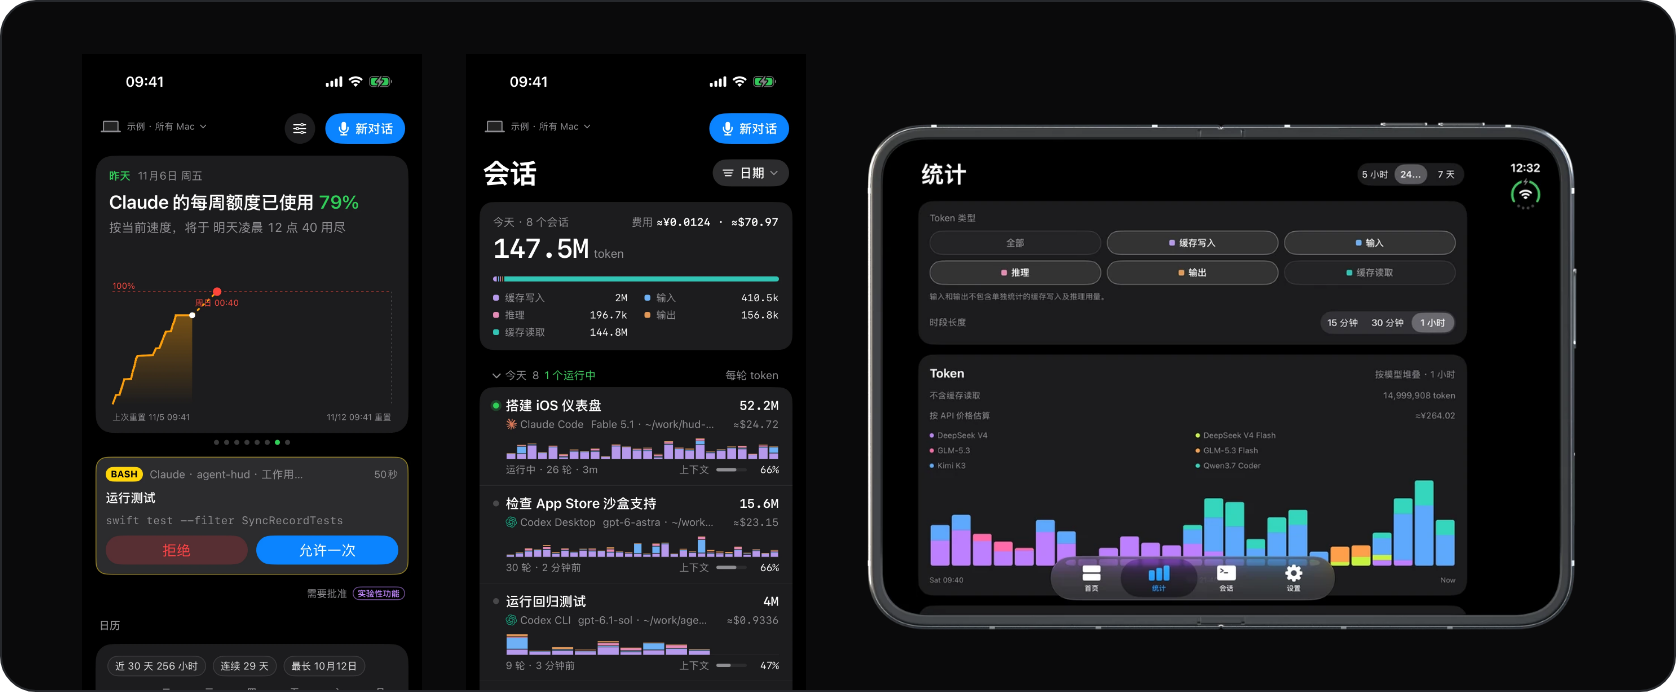 09:41
示例 · 所有 Mac
新对话
昨天 11月6日 周五
Claude 的每周额度已使用 79%
按当前速度，将于 明天凌晨 12 点 40 用尽
100%
周日 00:40
上次重置 11/5 09:41
11/12 09:41 重置
BASH Claude · agent-hud · 工作用... 50秒
运行测试
swift test --filter SyncRecordTests
拒绝
允许一次
需要批准 实验性功能
日历
近 30 天 256 小时
连续 29 天
最长 10月12日
09:41
示例 · 所有 Mac
新对话
会话
日期
今天 · 8 个会话
费用 ≈¥0.0124 · ≈$70.97
147.5M token
缓存写入 2M
输入 410.5k
推理 196.7k
输出 156.8k
缓存读取 144.8M
今天 8 1 个运行中
每轮 token
搭建 iOS 仪表盘 52.2M
Claude Code Fable 5.1 · ~/work/hud-... ≈$24.72
运行中 · 26 轮 · 3m
上下文 66%
检查 App Store 沙盒支持 15.6M
Codex Desktop gpt-6-astra · ~/work... ≈$23.15
30 轮 · 2 分钟前
上下文 66%
运行回归测试 4M
Codex CLI gpt-6.1-sol · ~/work/age... ≈$0.9336
9 轮 · 3 分钟前
上下文 47%
统计
5 小时
24...
7 天
12:32
Token 类型
全部
缓存写入
输入
推理
输出
缓存读取
输入和输出不包含单独统计的缓存写入及推理用量。
时段长度
15 分钟
30 分钟
1 小时
Token
按模型堆叠 · 1 小时
不含缓存读取
14,999,908 token
按 API 价格估算
≈¥264.02
DeepSeek V4
DeepSeek V4 Flash
GLM-5.3
GLM-5.3 Flash
Kimi K3
Qwen3.7 Coder
Sat 09:40
Now
首页
统计
会话
设置